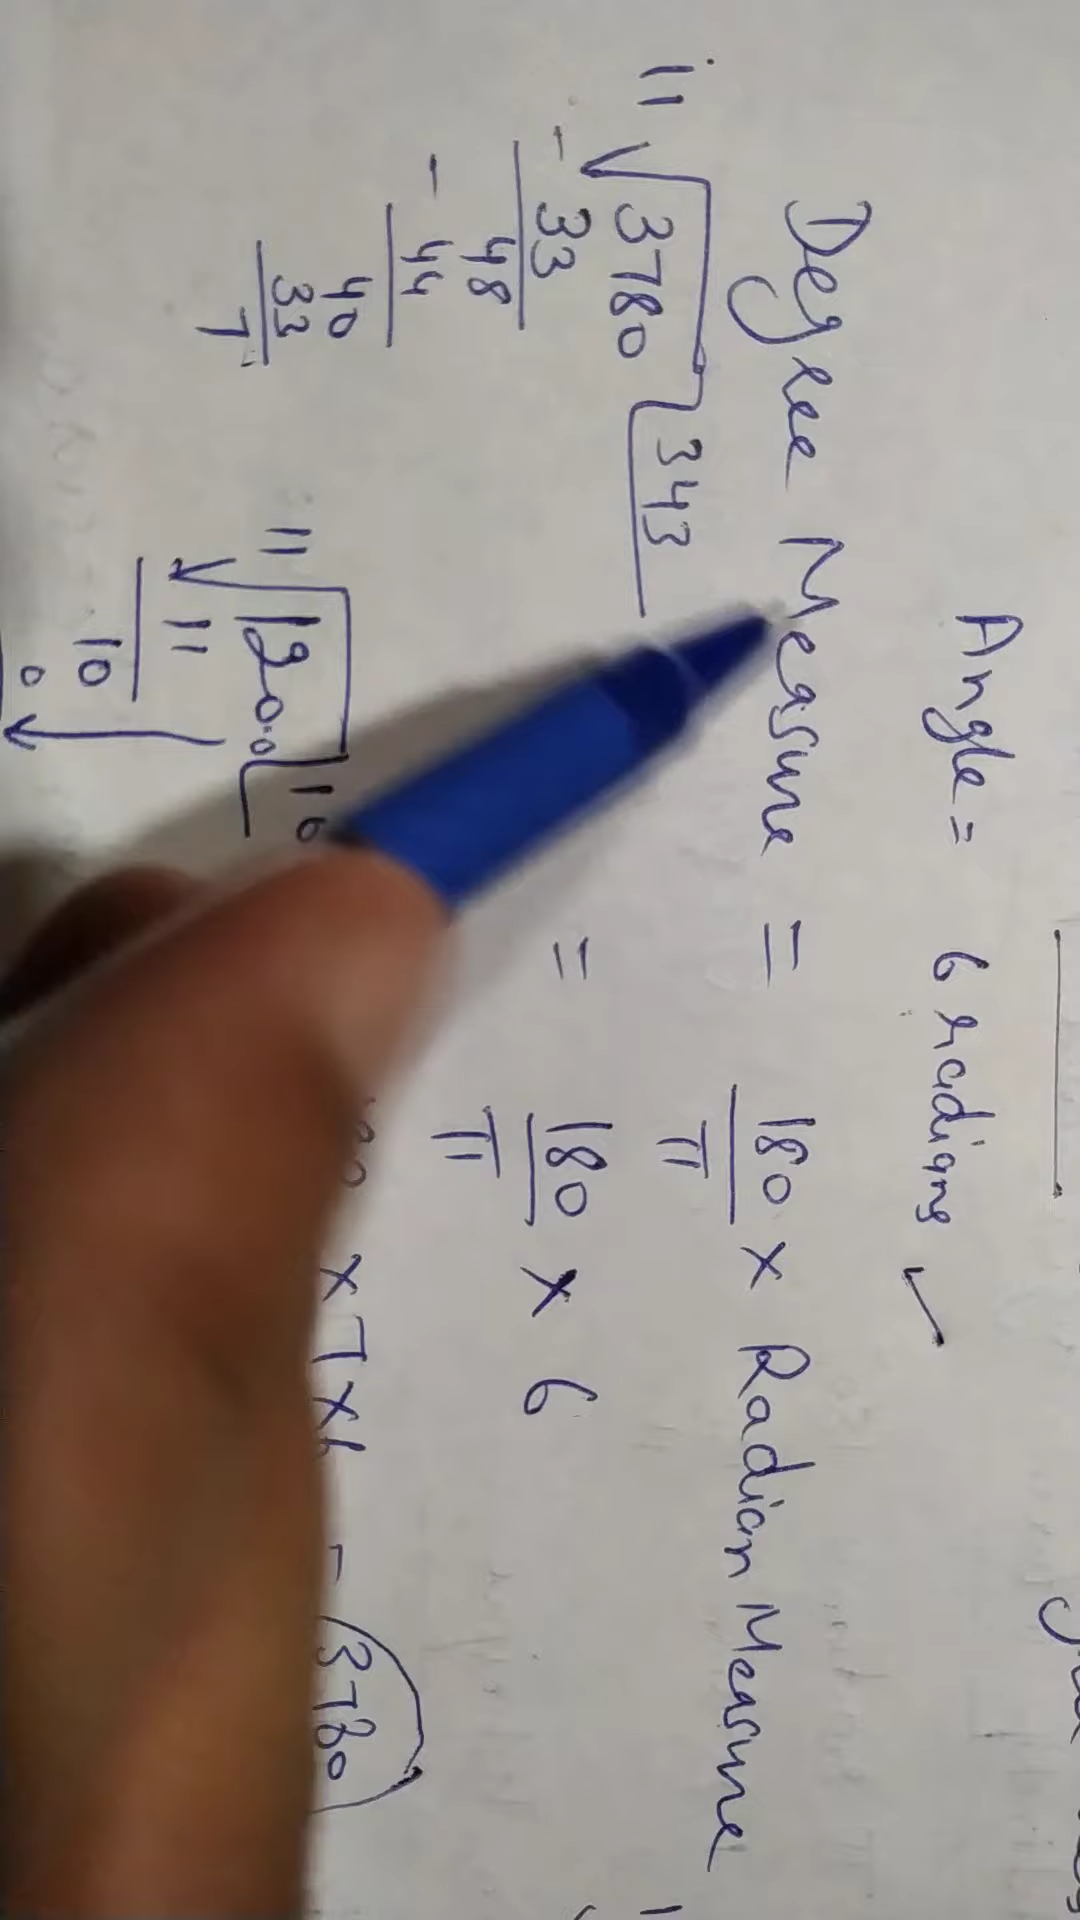 Angle = 6 radians ✓
Degree Measure = 180/π × Radian Measure
= 180/π × 6
× 7 × 6 = 3780
11 √ 3780 343
- 33
48
- 44
40
33
7
11 √ 120.0 10
11
10
0